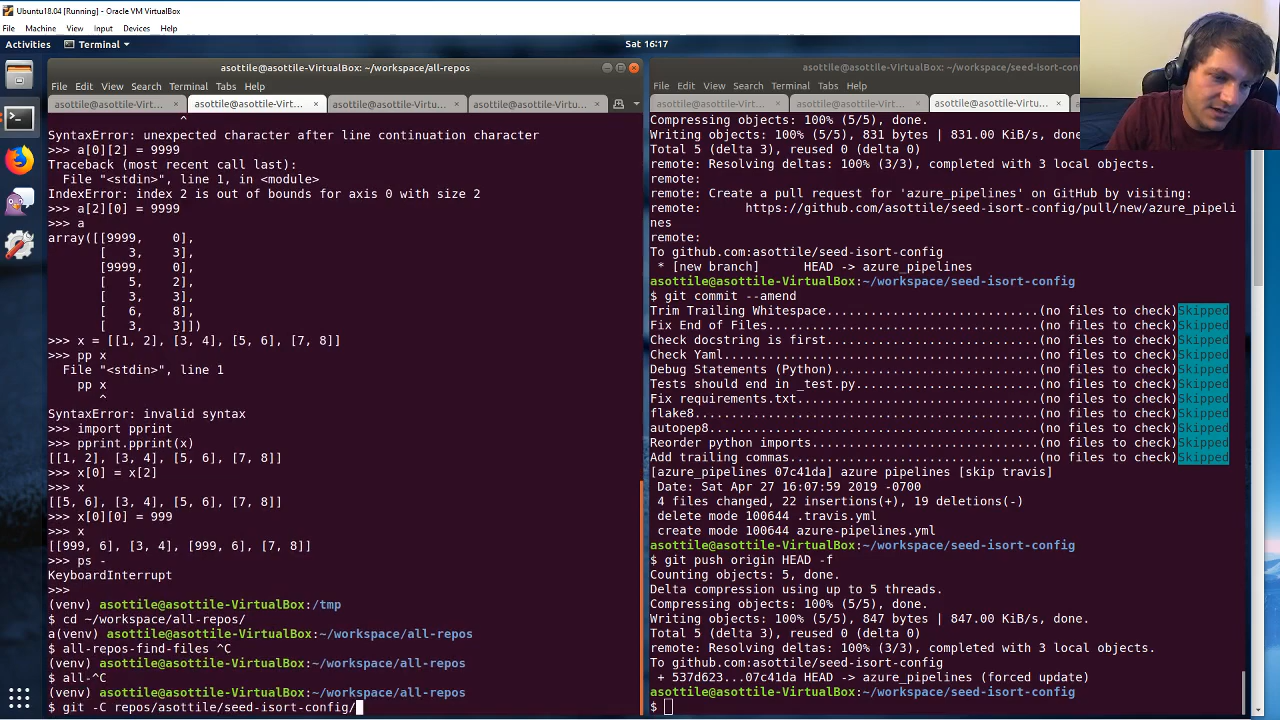 Ubuntu18.04 [Running] - Oracle VM VirtualBox
File Machine View Input Devices Help
Activities Terminal Sat 16:17
asottile@asottile-VirtualBox: ~/workspace/all-repos
File Edit View Search Terminal Tabs Help
asottile@asottile-Virt... × asottile@asottile-Virt... × asottile@asottile-Virtu... × asottile@asottile-Virtu... ×
^
SyntaxError: unexpected character after line continuation character
>>> a[0][2] = 9999
Traceback (most recent call last):
File "<stdin>", line 1, in <module>
IndexError: index 2 is out of bounds for axis 0 with size 2
>>> a[2][0] = 9999
>>> a
array([[9999, 0],
[ 3, 3],
[9999, 0],
[ 5, 2],
[ 3, 3],
[ 6, 8],
[ 3, 3]])
>>> x = [[1, 2], [3, 4], [5, 6], [7, 8]]
>>> pp x
File "<stdin>", line 1
pp x
^
SyntaxError: invalid syntax
>>> import pprint
>>> pprint.pprint(x)
[[1, 2], [3, 4], [5, 6], [7, 8]]
>>> x[0] = x[2]
>>> x
[[5, 6], [3, 4], [5, 6], [7, 8]]
>>> x[0][0] = 999
>>> x
[[999, 6], [3, 4], [999, 6], [7, 8]]
>>> ps -
KeyboardInterrupt
>>>
(venv) asottile@asottile-VirtualBox:/tmp
$ cd ~/workspace/all-repos/
a(venv) asottile@asottile-VirtualBox:~/workspace/all-repos
$ all-repos-find-files ^C
(venv) asottile@asottile-VirtualBox:~/workspace/all-repos
$ all-^C
(venv) asottile@asottile-VirtualBox:~/workspace/all-repos
$ git -C repos/asottile/seed-isort-config/
asottile@asottile-VirtualBox: ~/workspace/seed-isort-conf
File Edit View Search Terminal Tabs Help
asottile@asottile-Virt... × asottile@asottile-Virt... × asottile@asottile-Virtu... ×
Compressing objects: 100% (5/5), done.
Writing objects: 100% (5/5), 831 bytes | 831.00 KiB/s, done.
Total 5 (delta 3), reused 0 (delta 0)
remote: Resolving deltas: 100% (3/3), completed with 3 local objects.
remote:
remote: Create a pull request for 'azure_pipelines' on GitHub by visiting:
remote: https://github.com/asottile/seed-isort-config/pull/new/azure_pipeli
nes
remote:
To github.com:asottile/seed-isort-config
* [new branch] HEAD -> azure_pipelines
asottile@asottile-VirtualBox:~/workspace/seed-isort-config
$ git commit --amend
Trim Trailing Whitespace.............................(no files to check)Skipped
Fix End of Files.....................................(no files to check)Skipped
Check docstring is first.............................(no files to check)Skipped
Check Yaml...........................................(no files to check)Skipped
Debug Statements (Python)............................(no files to check)Skipped
Tests should end in _test.py.........................(no files to check)Skipped
Fix requirements.txt.................................(no files to check)Skipped
flake8...............................................(no files to check)Skipped
autopep8.............................................(no files to check)Skipped
Reorder python imports...............................(no files to check)Skipped
Add trailing commas..................................(no files to check)Skipped
[azure_pipelines 07c41da] azure pipelines [skip travis]
Date: Sat Apr 27 16:07:59 2019 -0700
4 files changed, 22 insertions(+), 19 deletions(-)
delete mode 100644 .travis.yml
create mode 100644 azure-pipelines.yml
asottile@asottile-VirtualBox:~/workspace/seed-isort-config
$ git push origin HEAD -f
Counting objects: 5, done.
Delta compression using up to 5 threads.
Compressing objects: 100% (5/5), done.
Writing objects: 100% (5/5), 847 bytes | 847.00 KiB/s, done.
Total 5 (delta 3), reused 0 (delta 0)
remote: Resolving deltas: 100% (3/3), completed with 3 local objects.
To github.com:asottile/seed-isort-config
+ 537d623...07c41da HEAD -> azure_pipelines (forced update)
asottile@asottile-VirtualBox:~/workspace/seed-isort-config
$